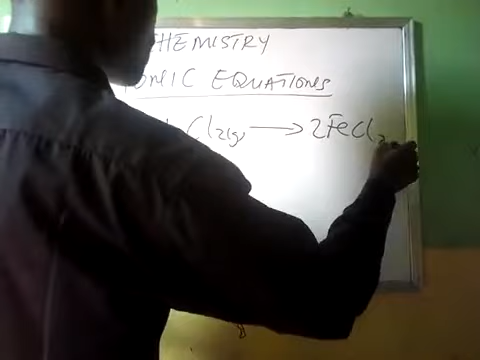 HEMISTRY
ONIC EQUATIONS
Cl2(g) → 2FeCl